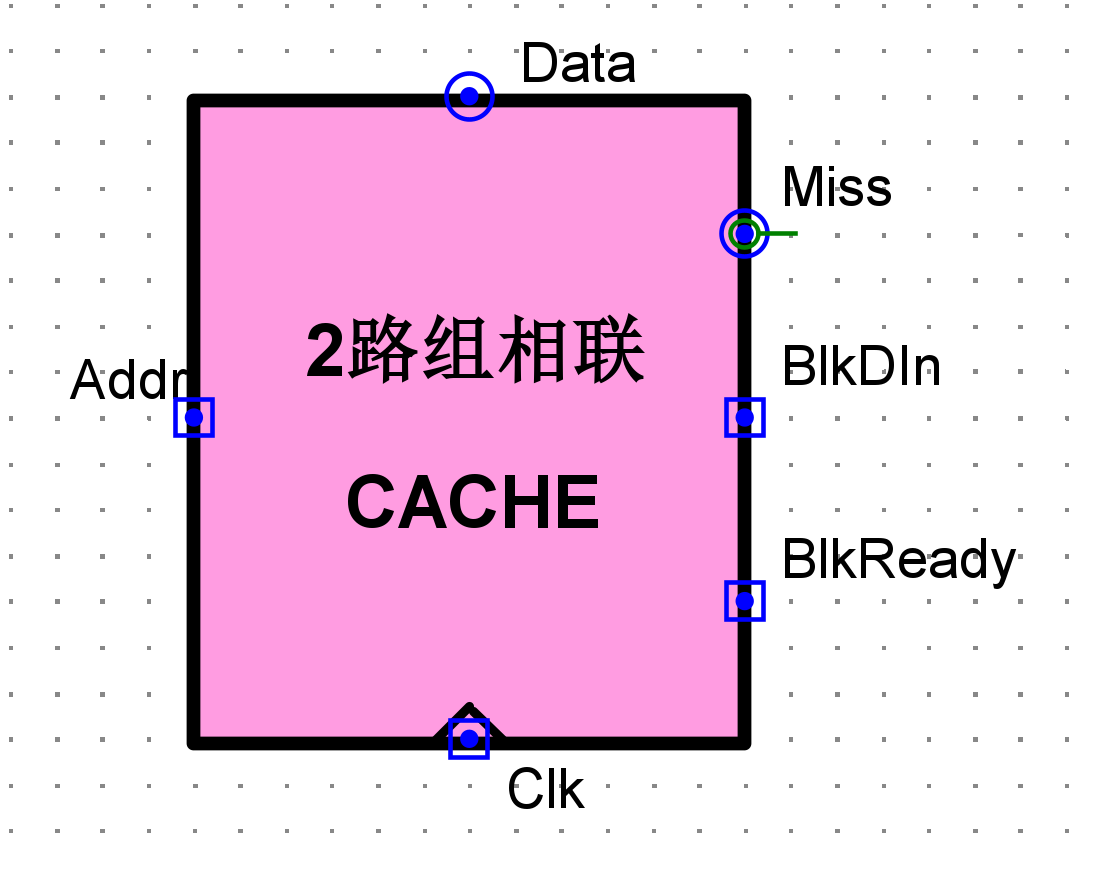 Data
Miss
2路组相联
BlkDIn
Addr
CACHE
BlkReady
Clk